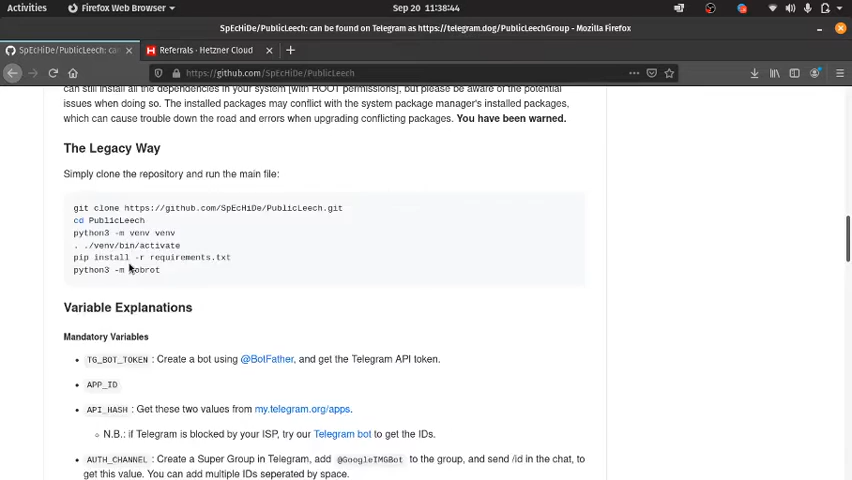 Activities Firefox Web Browser Sep 20 11:38:44
SpEcHiDe/PublicLeech: can be found on Telegram as https://telegram.dog/PublicLeechGroup - Mozilla Firefox
SpEcHiDe/PublicLeech: ca Referrals - Hetzner Cloud
https://github.com/SpEcHiDe/PublicLeech
can still install all the dependencies in your system [with ROOT permissions], but please be aware of the potential
issues when doing so. The installed packages may conflict with the system package manager's installed packages,
which can cause trouble down the road and errors when upgrading conflicting packages. You have been warned.
The Legacy Way
Simply clone the repository and run the main file:
git clone https://github.com/SpEcHiDe/PublicLeech.git
cd PublicLeech
python3 -m venv venv
. ./venv/bin/activate
pip install -r requirements.txt
python3 -m tobrot
Variable Explanations
Mandatory Variables
TG_BOT_TOKEN : Create a bot using @BotFather, and get the Telegram API token.
APP_ID
API_HASH : Get these two values from my.telegram.org/apps.
N.B.: if Telegram is blocked by your ISP, try our Telegram bot to get the IDs.
AUTH_CHANNEL : Create a Super Group in Telegram, add @GoogleIMGBot to the group, and send /id in the chat, to
get this value. You can add multiple IDs seperated by space.